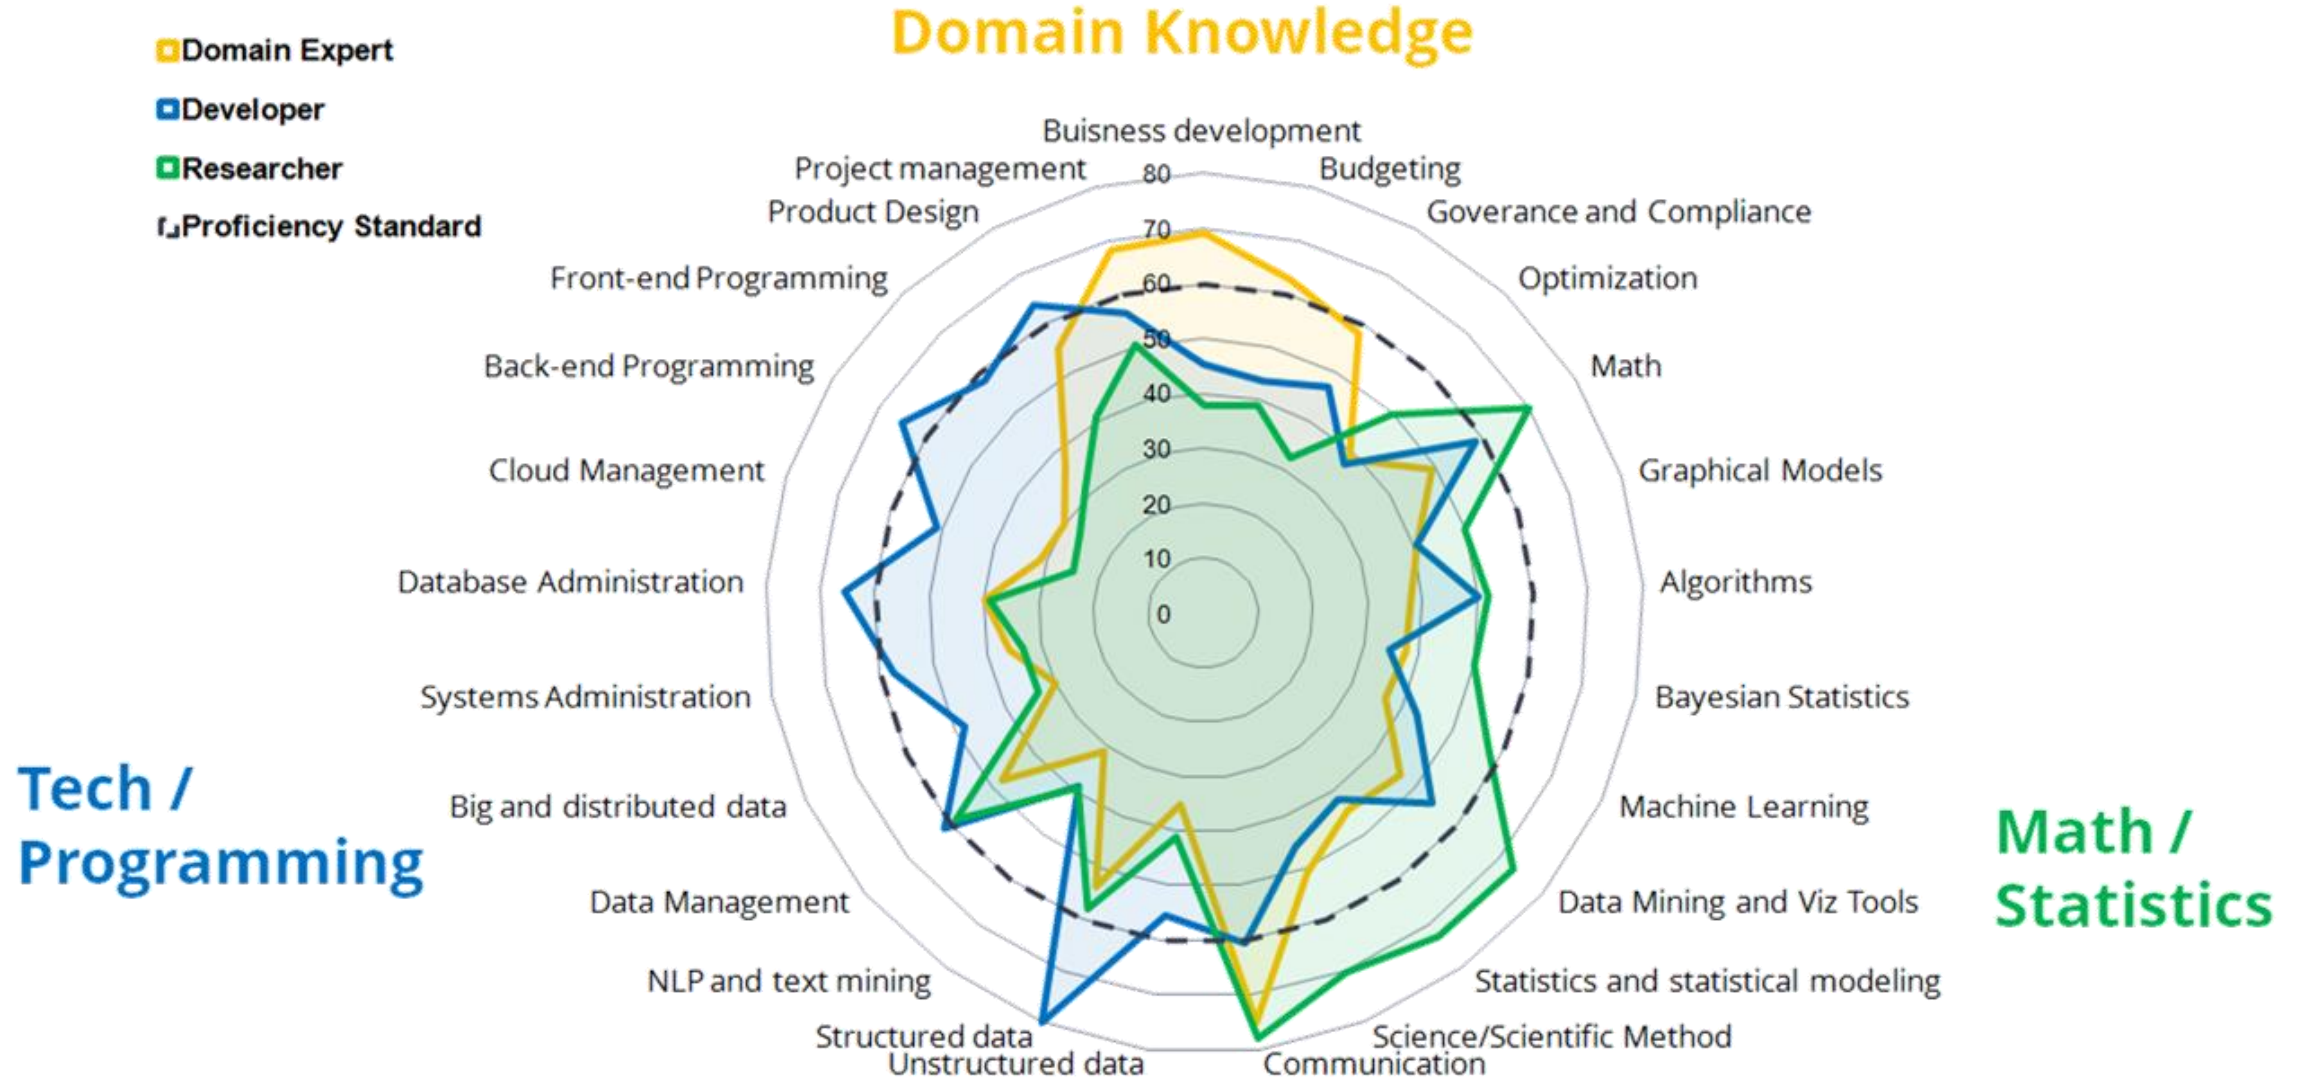 Domain Knowledge
Domain Expert
Developer
Researcher
Proficiency Standard
Buisness development
Project management
Budgeting
Product Design
Goverance and Compliance
Front-end Programming
Optimization
Back-end Programming
Math
Cloud Management
Graphical Models
Database Administration
Algorithms
Systems Administration
Bayesian Statistics
Big and distributed data
Machine Learning
Data Management
Data Mining and Viz Tools
NLP and text mining
Statistics and statistical modeling
Structured data
Science/Scientific Method
Unstructured data
Communication
80
70
60
50
40
30
20
10
0
Tech /
Programming
Math /
Statistics